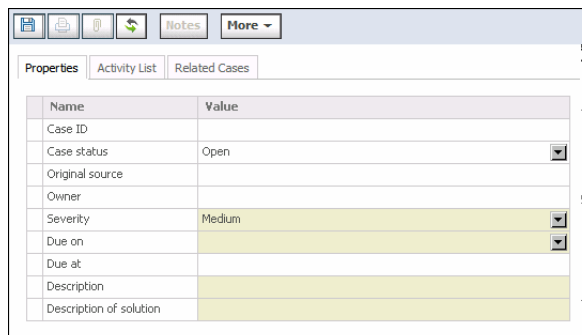 Notes More
Properties Activity List Related Cases
Name Value
Case ID
Case status Open
Original source
Owner
Severity Medium
Due on
Due at
Description
Description of solution